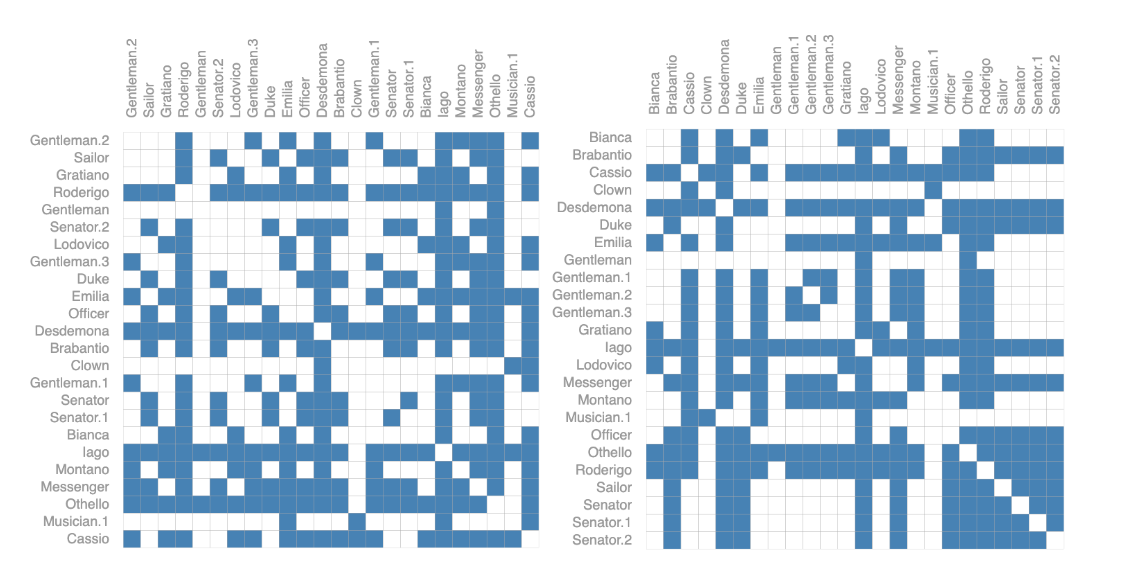 Gentleman.2
Sailor
Gratiano
Roderigo
Gentleman
Senator.2
Lodovico
Gentleman.3
Duke
Emilia
Officer
Desdemona
Brabantio
Clown
Gentleman.1
Senator
Senator.1
Bianca
Iago
Montano
Messenger
Othello
Musician.1
Cassio
Gentleman.2
Sailor
Gratiano
Roderigo
Gentleman
Senator.2
Lodovico
Gentleman.3
Duke
Emilia
Officer
Desdemona
Brabantio
Clown
Gentleman.1
Senator
Senator.1
Bianca
Iago
Montano
Messenger
Othello
Musician.1
Cassio
Bianca
Brabantio
Cassio
Clown
Desdemona
Duke
Emilia
Gentleman
Gentleman.1
Gentleman.2
Gentleman.3
Gratiano
Iago
Lodovico
Messenger
Montano
Musician.1
Officer
Othello
Roderigo
Sailor
Senator
Senator.1
Senator.2
Bianca
Brabantio
Cassio
Clown
Desdemona
Duke
Emilia
Gentleman
Gentleman.1
Gentleman.2
Gentleman.3
Gratiano
Iago
Lodovico
Messenger
Montano
Musician.1
Officer
Othello
Roderigo
Sailor
Senator
Senator.1
Senator.2